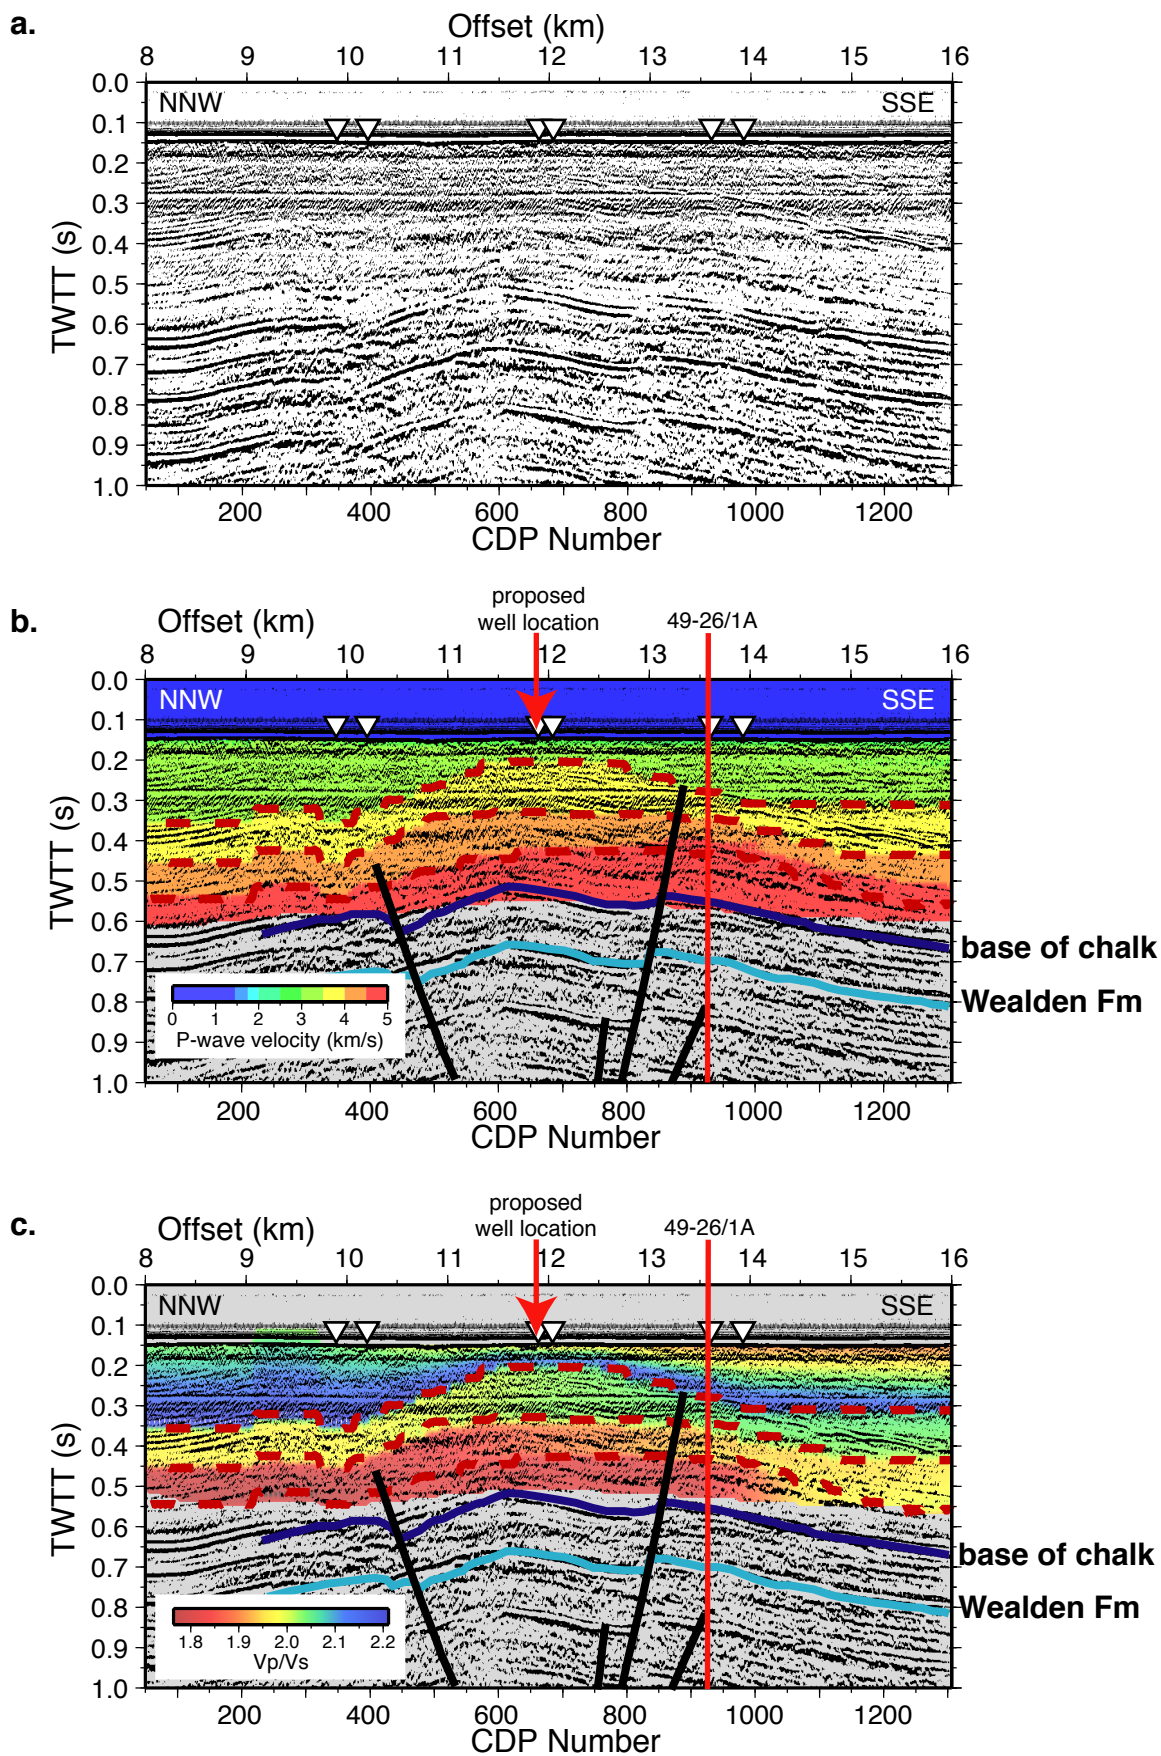 a.
Offset (km)
8 9 10 11 12 13 14 15 16
NNW SSE
0.0
0.1
0.2
0.3
0.4
0.5
0.6
0.7
0.8
0.9
1.0
TWTT (s)
200 400 600 800 1000 1200
CDP Number
b.
proposed
well location
49-26/1A
Offset (km)
8 9 10 11 12 13 14 15 16
NNW SSE
0.0
0.1
0.2
0.3
0.4
0.5
0.6
0.7
0.8
0.9
1.0
TWTT (s)
base of chalk
Wealden Fm
0 1 2 3 4 5
P-wave velocity (km/s)
200 400 600 800 1000 1200
CDP Number
c.
proposed
well location
49-26/1A
Offset (km)
8 9 10 11 12 13 14 15 16
NNW SSE
0.0
0.1
0.2
0.3
0.4
0.5
0.6
0.7
0.8
0.9
1.0
TWTT (s)
base of chalk
Wealden Fm
1.8 1.9 2.0 2.1 2.2
Vp/Vs
200 400 600 800 1000 1200
CDP Number